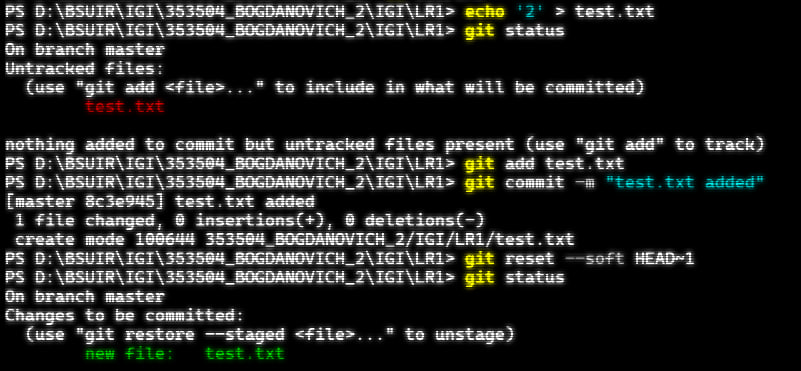 PS D:\BSUIR\IGI\353504_BOGDANOVICH_2\IGI\LR1> echo '2' > test.txt
PS D:\BSUIR\IGI\353504_BOGDANOVICH_2\IGI\LR1> git status
On branch master
Untracked files:
  (use "git add <file>..." to include in what will be committed)
        test.txt

nothing added to commit but untracked files present (use "git add" to track)
PS D:\BSUIR\IGI\353504_BOGDANOVICH_2\IGI\LR1> git add test.txt
PS D:\BSUIR\IGI\353504_BOGDANOVICH_2\IGI\LR1> git commit -m "test.txt added"
[master 8c3e945] test.txt added
 1 file changed, 0 insertions(+), 0 deletions(-)
 create mode 100644 353504_BOGDANOVICH_2/IGI/LR1/test.txt
PS D:\BSUIR\IGI\353504_BOGDANOVICH_2\IGI\LR1> git reset --soft HEAD~1
PS D:\BSUIR\IGI\353504_BOGDANOVICH_2\IGI\LR1> git status
On branch master
Changes to be committed:
  (use "git restore --staged <file>..." to unstage)
        new file:   test.txt